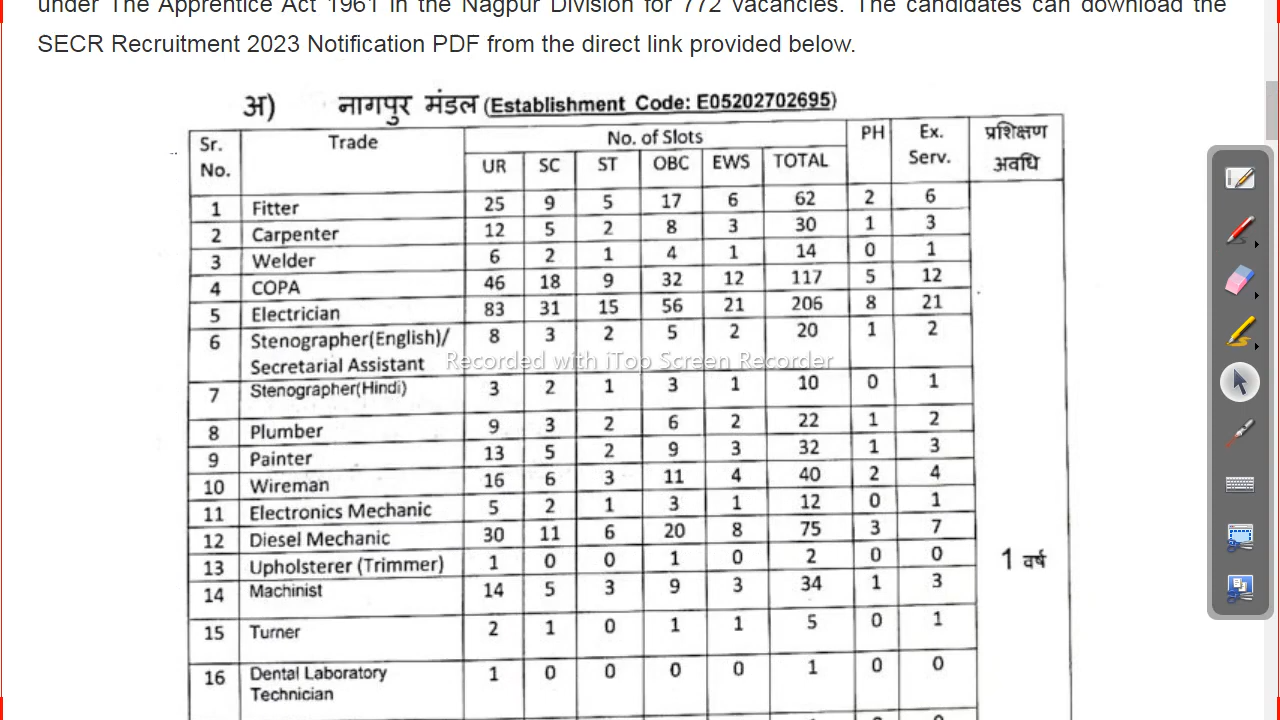 under The Apprentice Act 1961 in the Nagpur Division for 772 vacancies. The candidates can download the
SECR Recruitment 2023 Notification PDF from the direct link provided below.
अ) नागपुर मंडल (Establishment Code: E05202702695)
Sr. No. Trade No. of Slots PH Ex. Serv. प्रशिक्षण अवधि
UR SC ST OBC EWS TOTAL
1 Fitter 25 9 5 17 6 62 2 6
2 Carpenter 12 5 2 8 3 30 1 3
3 Welder 6 2 1 4 1 14 0 1
4 COPA 46 18 9 32 12 117 5 12
5 Electrician 83 31 15 56 21 206 8 21
6 Stenographer(English)/ 8 3 2 5 2 20 1 2
Secretarial Assistant
Recorded with iTop Screen Recorder
7 Stenographer(Hindi) 3 2 1 3 1 10 0 1
8 Plumber 9 3 2 6 2 22 1 2
9 Painter 13 5 2 9 3 32 1 3
10 Wireman 16 6 3 11 4 40 2 4
11 Electronics Mechanic 5 2 1 3 1 12 0 1
12 Diesel Mechanic 30 11 6 20 8 75 3 7
13 Upholsterer (Trimmer) 1 0 0 1 0 2 0 0
1 वर्ष
14 Machinist 14 5 3 9 3 34 1 3
15 Turner 2 1 0 1 1 5 0 1
16 Dental Laboratory 1 0 0 0 0 1 0 0
Technician